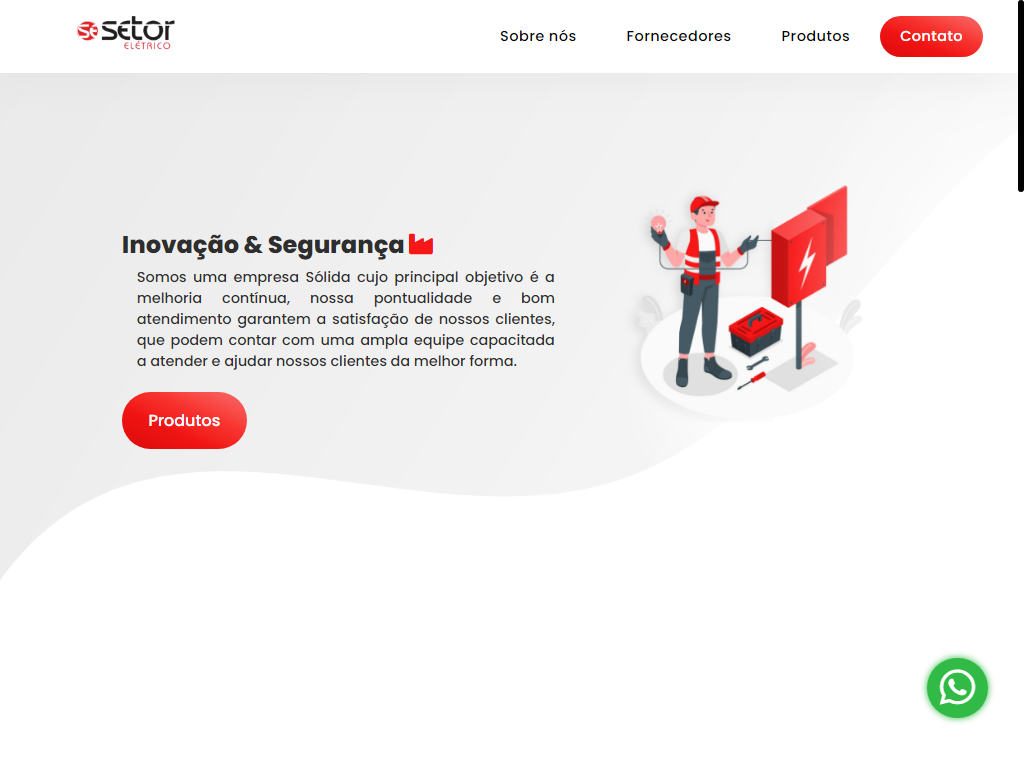 se setor
ELÉTRICO
Sobre nós
Fornecedores
Produtos
Contato
Inovação & Segurança
Somos uma empresa Sólida cujo principal objetivo é a
melhoria contínua, nossa pontualidade e bom
atendimento garantem a satisfação de nossos clientes,
que podem contar com uma ampla equipe capacitada
a atender e ajudar nossos clientes da melhor forma.
Produtos